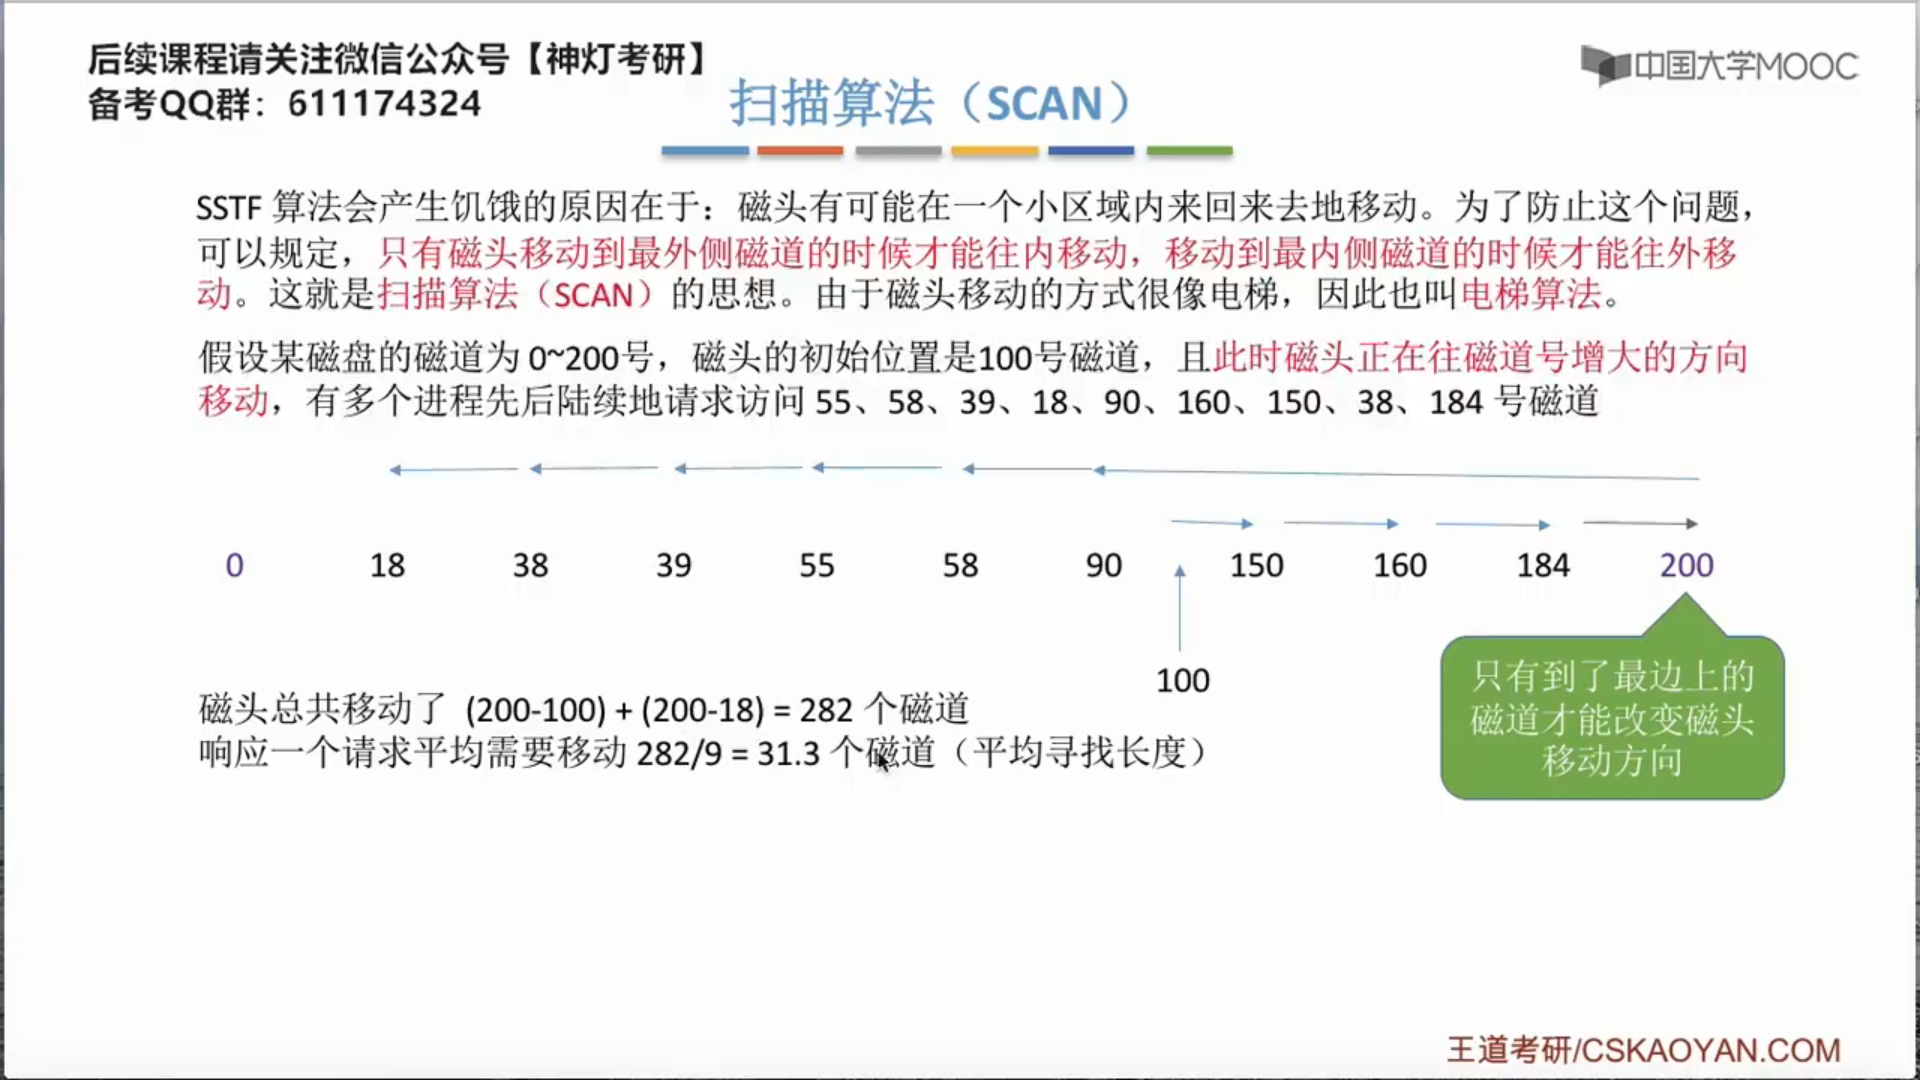 后续课程请关注微信公众号【神灯考研】
备考QQ群：611174324
中国大学MOOC
扫描算法（SCAN）
SSTF 算法会产生饥饿的原因在于：磁头有可能在一个小区域内来回来去地移动。为了防止这个问题，
可以规定，只有磁头移动到最外侧磁道的时候才能往内移动，移动到最内侧磁道的时候才能往外移
动。这就是扫描算法（SCAN）的思想。由于磁头移动的方式很像电梯，因此也叫电梯算法。
假设某磁盘的磁道为 0~200号，磁头的初始位置是100号磁道，且此时磁头正在往磁道号增大的方向
移动，有多个进程先后陆续地请求访问 55、58、39、18、90、160、150、38、184 号磁道
0 18 38 39 55 58 90 150 160 184 200
100
只有到了最边上的
磁道才能改变磁头
移动方向
磁头总共移动了 (200-100) + (200-18) = 282 个磁道
响应一个请求平均需要移动 282/9 = 31.3 个磁道（平均寻找长度）
王道考研/CSKAOYAN.COM